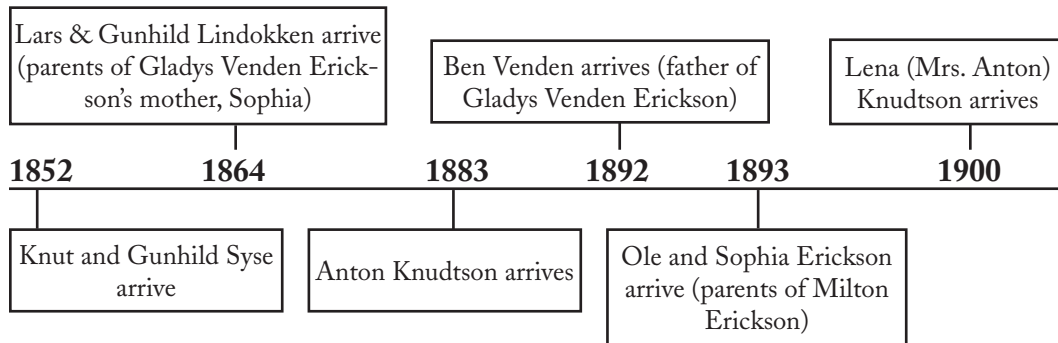 Lars & Gunhild Lindokken arrive
(parents of Gladys Venden Erick-
son's mother, Sophia)
Ben Venden arrives (father of
Gladys Venden Erickson)
Lena (Mrs. Anton)
Knudtson arrives
1852 1864 1883 1892 1893 1900
Knut and Gunhild Syse
arrive
Anton Knudtson arrives
Ole and Sophia Erickson
arrive (parents of Milton
Erickson)